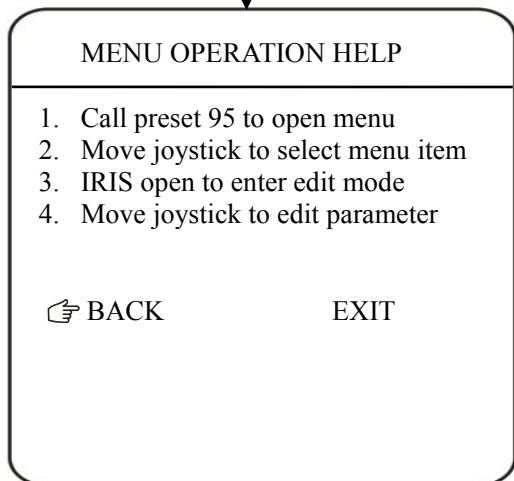 MENU OPERATION HELP
1. Call preset 95 to open menu
2. Move joystick to select menu item
3. IRIS open to enter edit mode
4. Move joystick to edit parameter
BACK EXIT